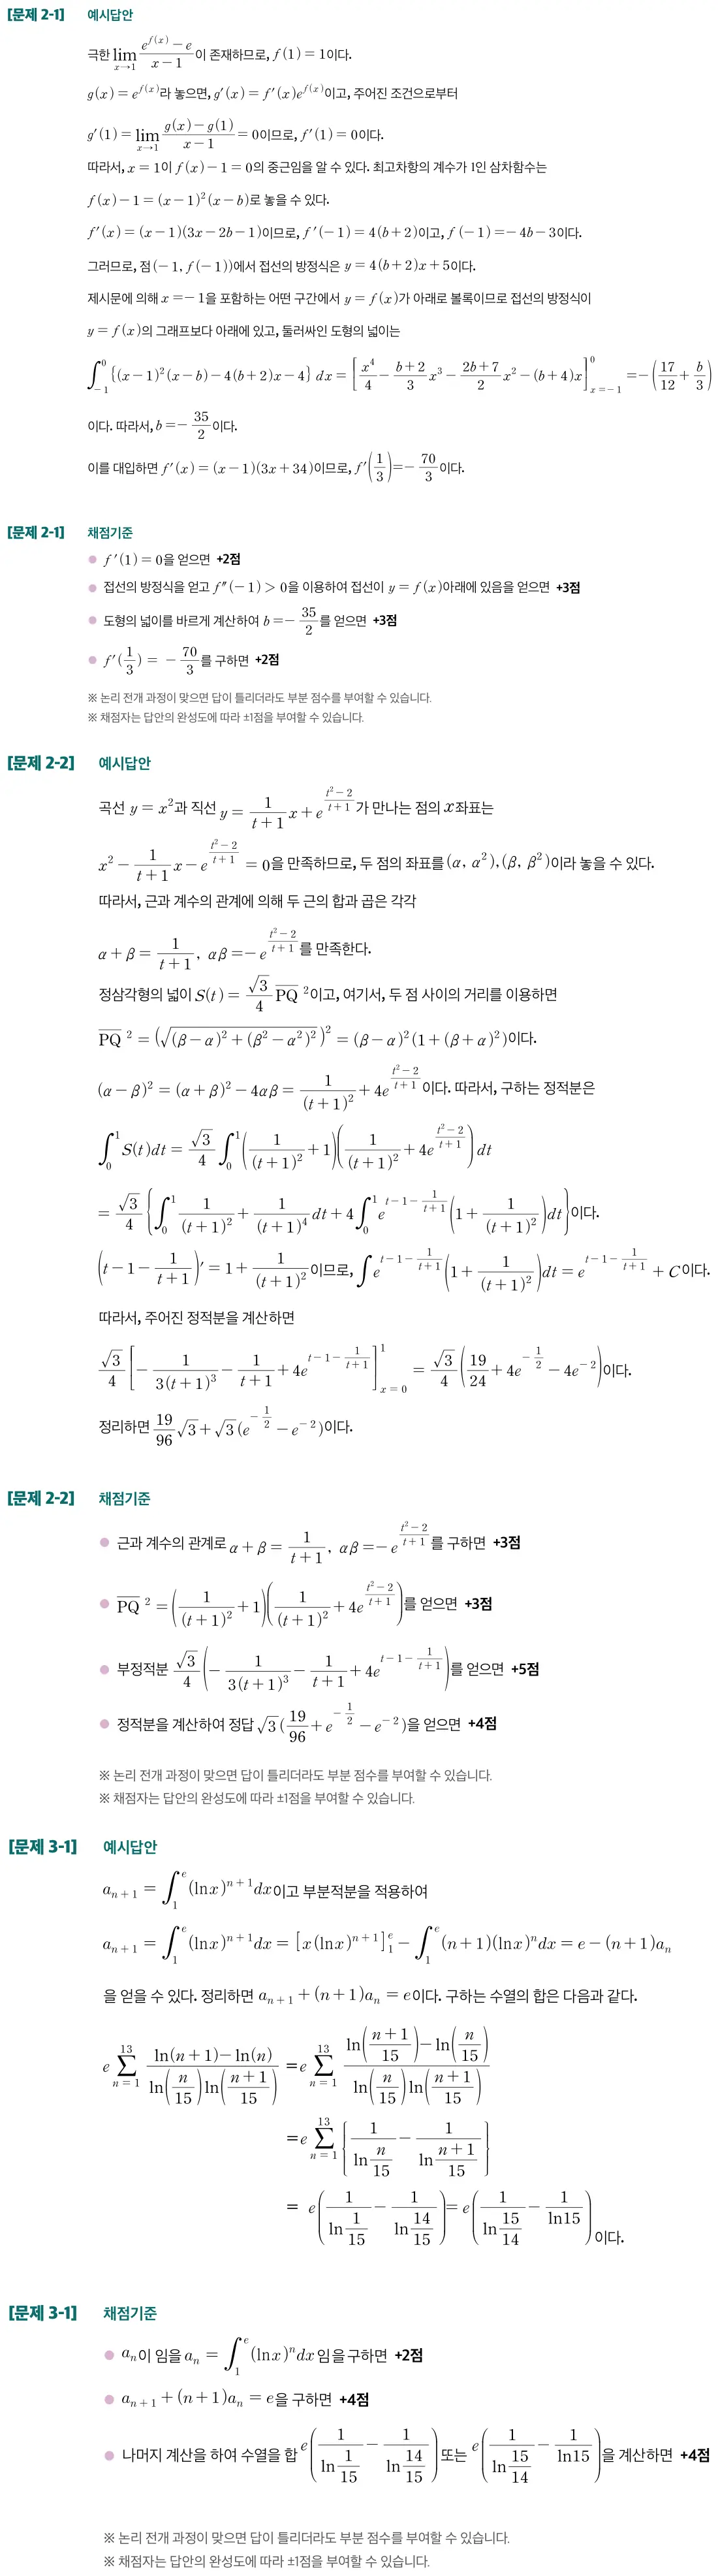 [문제 2-1] 예시답안
극한 lim_{x→1} (e^{f(x)} − e)/(x−1) 이 존재하므로, f(1) = 1이다.
g(x) = e^{f(x)}라 놓으면, g′(x) = f′(x)e^{f(x)}이고, 주어진 조건으로부터
g′(1) = lim_{x→1} (g(x)−g(1))/(x−1) = 0이므로, f′(1) = 0이다.
따라서, x = 1이 f(x)−1 = 0의 중근임을 알 수 있다. 최고차항의 계수가 1인 삼차함수는
f(x)−1 = (x−1)²(x−b)로 놓을 수 있다.
f′(x) = (x−1)(3x−2b−1)이므로, f′(−1) = 4(b+2)이고, f(−1) = −4b−3이다.
그러므로, 점(−1, f(−1))에서 접선의 방정식은 y = 4(b+2)x+5이다.
제시문에 의해 x = −1을 포함하는 어떤 구간에서 y = f(x)가 아래로 볼록이므로 접선의 방정식이
y = f(x)의 그래프보다 아래에 있고, 둘러싸인 도형의 넓이는
∫_{−1}^{0} {(x−1)²(x−b)−4(b+2)x−4} dx = [x⁴/4 − (b+2)/3 x³ − (2b+7)/2 x² − (b+4)x]_{x=−1}^{0} = −(17/12 + b/3)
이다. 따라서, b = −35/2이다.
이를 대입하면 f′(x) = (x−1)(3x+34)이므로, f′(1/3) = −70/3이다.
[문제 2-1] 채점기준
● f′(1) = 0을 얻으면 +2점
● 접선의 방정식을 얻고 f″(−1) > 0을 이용하여 접선이 y = f(x)아래에 있음을 얻으면 +3점
● 도형의 넓이를 바르게 계산하여 b = −35/2를 얻으면 +3점
● f′(1/3) = −70/3를 구하면 +2점
※ 논리 전개 과정이 맞으면 답이 틀리더라도 부분 점수를 부여할 수 있습니다.
※ 채점자는 답안의 완성도에 따라 ±1점을 부여할 수 있습니다.
[문제 2-2] 예시답안
곡선 y = x²과 직선 y = 1/(t+1) x + e^{(t²−2)/(t+1)}가 만나는 점의 x좌표는
x² − 1/(t+1) x − e^{(t²−2)/(t+1)} = 0을 만족하므로, 두 점의 좌표를 (α, α²), (β, β²)이라 놓을 수 있다.
따라서, 근과 계수의 관계에 의해 두 근의 합과 곱은 각각
α+β = 1/(t+1), αβ = −e^{(t²−2)/(t+1)}를 만족한다.
정삼각형의 넓이 S(t) = √3/4 P̅Q̅²이고, 여기서, 두 점 사이의 거리를 이용하면
P̅Q̅² = (√((β−α)²+(β²−α²)²))² = (β−α)²(1+(β+α)²)이다.
(α−β)² = (α+β)²−4αβ = 1/(t+1)² + 4e^{(t²−2)/(t+1)}이다. 따라서, 구하는 정적분은
∫_{0}^{1} S(t)dt = √3/4 ∫_{0}^{1} (1/(t+1)² + 1)(1/(t+1)² + 4e^{(t²−2)/(t+1)}) dt
= √3/4 {∫_{0}^{1} 1/(t+1)² + 1/(t+1)⁴ dt + 4∫_{0}^{1} e^{t−1−1/(t+1)} (1 + 1/(t+1)²)dt}이다.
(t−1−1/(t+1))′ = 1 + 1/(t+1)²이므로, ∫ e^{t−1−1/(t+1)} (1 + 1/(t+1)²)dt = e^{t−1−1/(t+1)} + C이다.
따라서, 주어진 정적분을 계산하면
√3/4 [−1/(3(t+1)³) − 1/(t+1) + 4e^{t−1−1/(t+1)}]_{x=0}^{1} = √3/4 (19/24 + 4e^{−1/2} − 4e^{−2})이다.
정리하면 19/96 √3 + √3(e^{−1/2} − e^{−2})이다.
[문제 2-2] 채점기준
● 근과 계수의 관계로 α+β = 1/(t+1), αβ = −e^{(t²−2)/(t+1)}를 구하면 +3점
● P̅Q̅² = (1/(t+1)² + 1)(1/(t+1)² + 4e^{(t²−2)/(t+1)})를 얻으면 +3점
● 부정적분 √3/4 (−1/(3(t+1)³) − 1/(t+1) + 4e^{t−1−1/(t+1)})를 얻으면 +5점
● 정적분을 계산하여 정답 √3(19/96 + e^{−1/2} − e^{−2})을 얻으면 +4점
※ 논리 전개 과정이 맞으면 답이 틀리더라도 부분 점수를 부여할 수 있습니다.
※ 채점자는 답안의 완성도에 따라 ±1점을 부여할 수 있습니다.
[문제 3-1] 예시답안
a_{n+1} = ∫_{1}^{e} (lnx)^{n+1}dx이고 부분적분을 적용하여
a_{n+1} = ∫_{1}^{e} (lnx)^{n+1}dx = [x(lnx)^{n+1}]_{1}^{e} − ∫_{1}^{e} (n+1)(lnx)ⁿdx = e−(n+1)a_n
을 얻을 수 있다. 정리하면 a_{n+1}+(n+1)a_n = e이다. 구하는 수열의 합은 다음과 같다.
e Σ_{n=1}^{13} (ln(n+1)−ln(n))/(ln(n/15)ln((n+1)/15)) = e Σ_{n=1}^{13} (ln((n+1)/15)−ln(n/15))/(ln(n/15)ln((n+1)/15))
= e Σ_{n=1}^{13} {1/(ln n/15) − 1/(ln (n+1)/15)}
= e(1/(ln 1/15) − 1/(ln 14/15)) = e(1/(ln 15/14) − 1/ln15)이다.
[문제 3-1] 채점기준
● a_n이 임을 a_n = ∫_{1}^{e} (lnx)ⁿdx 임을 구하면 +2점
● a_{n+1}+(n+1)a_n = e을 구하면 +4점
● 나머지 계산을 하여 수열을 합 e(1/(ln 1/15) − 1/(ln 14/15)) 또는 e(1/(ln 15/14) − 1/ln15)을 계산하면 +4점
※ 논리 전개 과정이 맞으면 답이 틀리더라도 부분 점수를 부여할 수 있습니다.
※ 채점자는 답안의 완성도에 따라 ±1점을 부여할 수 있습니다.